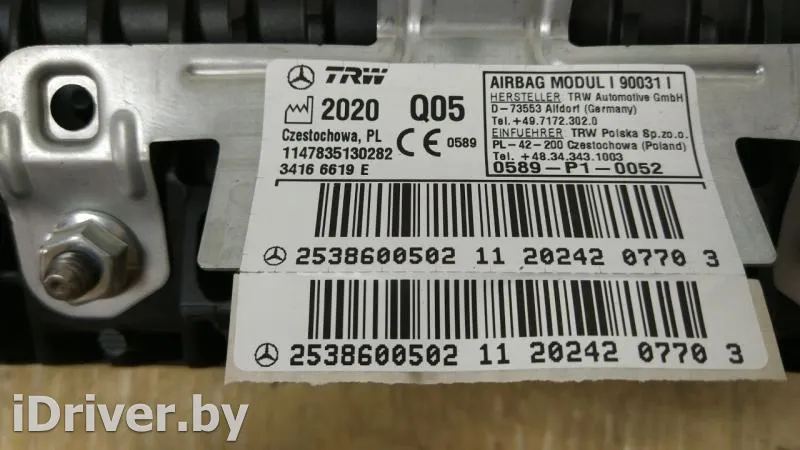 TRW
2020 Q05
Czestochowa, PL
1147835130282 CE 0589
3416 6619 E
AIRBAG MODUL I 90031 I
HERSTELLER TRW Automotive GmbH
D-73553 Alfdorf (Germany)
Tel. +49.7172.302.0
EINFUEHRER TRW Polska Sp.zo.o.
PL-42-200 Czestochowa (Poland)
Tel. +48.34.343.1003
0589-P1-0052
2538600502 11 20242 0770 3
2538600502 11 20242 0770 3
iDriver.by